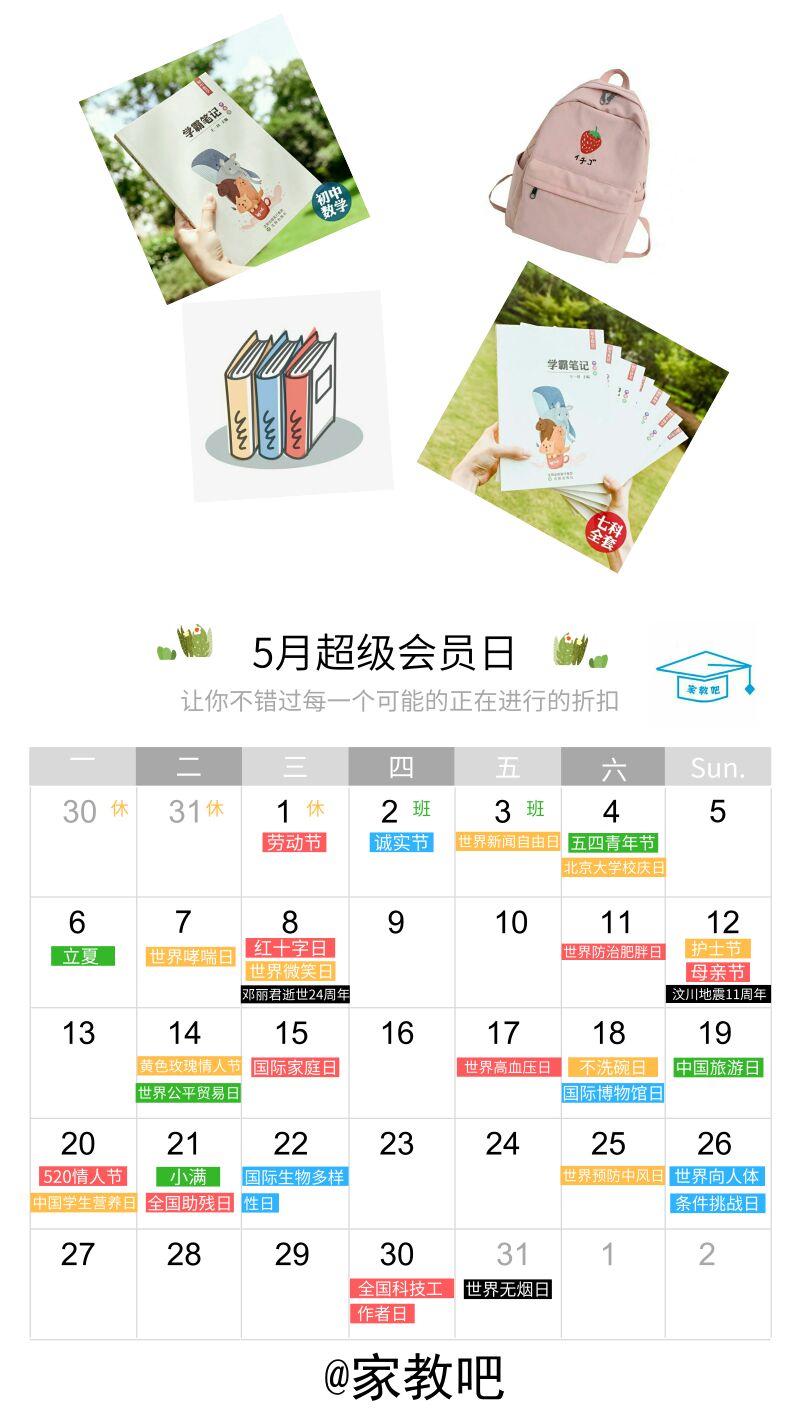 学霸笔记
初中
数学
イチゴ
学霸笔记
七科
全套
5月超级会员日
让你不错过每一个可能的正在进行的折扣
家教吧
一 二 三 四 五 六 Sun.
30 休 31 休 1 休 2 班 3 班 4 5
劳动节 诚实节 世界新闻自由日 五四青年节
北京大学校庆日
6 7 8 9 10 11 12
立夏 世界哮喘日 红十字日 世界防治肥胖日 护士节
世界微笑日 母亲节
邓丽君逝世24周年 汶川地震11周年
13 14 15 16 17 18 19
黄色玫瑰情人节 国际家庭日 世界高血压日 不洗碗日 中国旅游日
世界公平贸易日 国际博物馆日
20 21 22 23 24 25 26
520情人节 小满 国际生物多样 世界预防中风日 世界向人体
中国学生营养日 全国助残日 性日 条件挑战日
27 28 29 30 31 1 2
全国科技工 世界无烟日
作者日
@家教吧